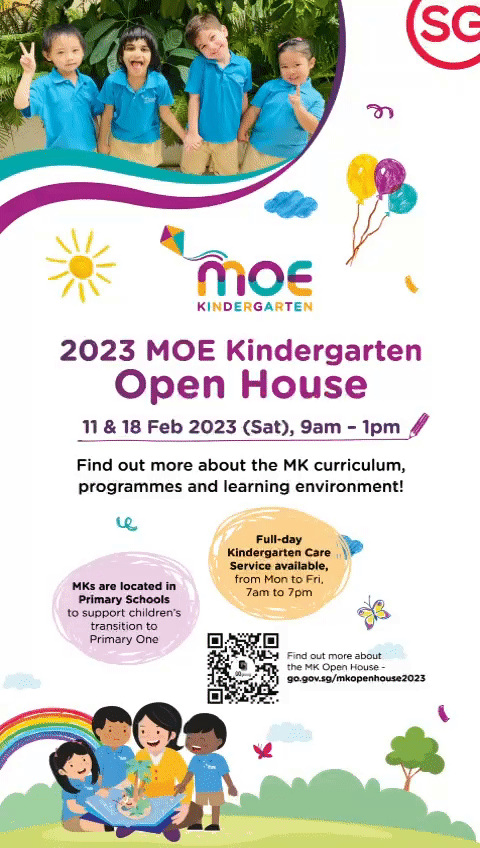 SG
MOE
KINDERGARTEN
2023 MOE Kindergarten
Open House
11 & 18 Feb 2023 (Sat), 9am – 1pm
Find out more about the MK curriculum,
programmes and learning environment!
Full-day
Kindergarten Care
Service available,
from Mon to Fri,
7am to 7pm
MKs are located in
Primary Schools
to support children's
transition to
Primary One
Find out more about
the MK Open House -
go.gov.sg/mkopenhouse2023